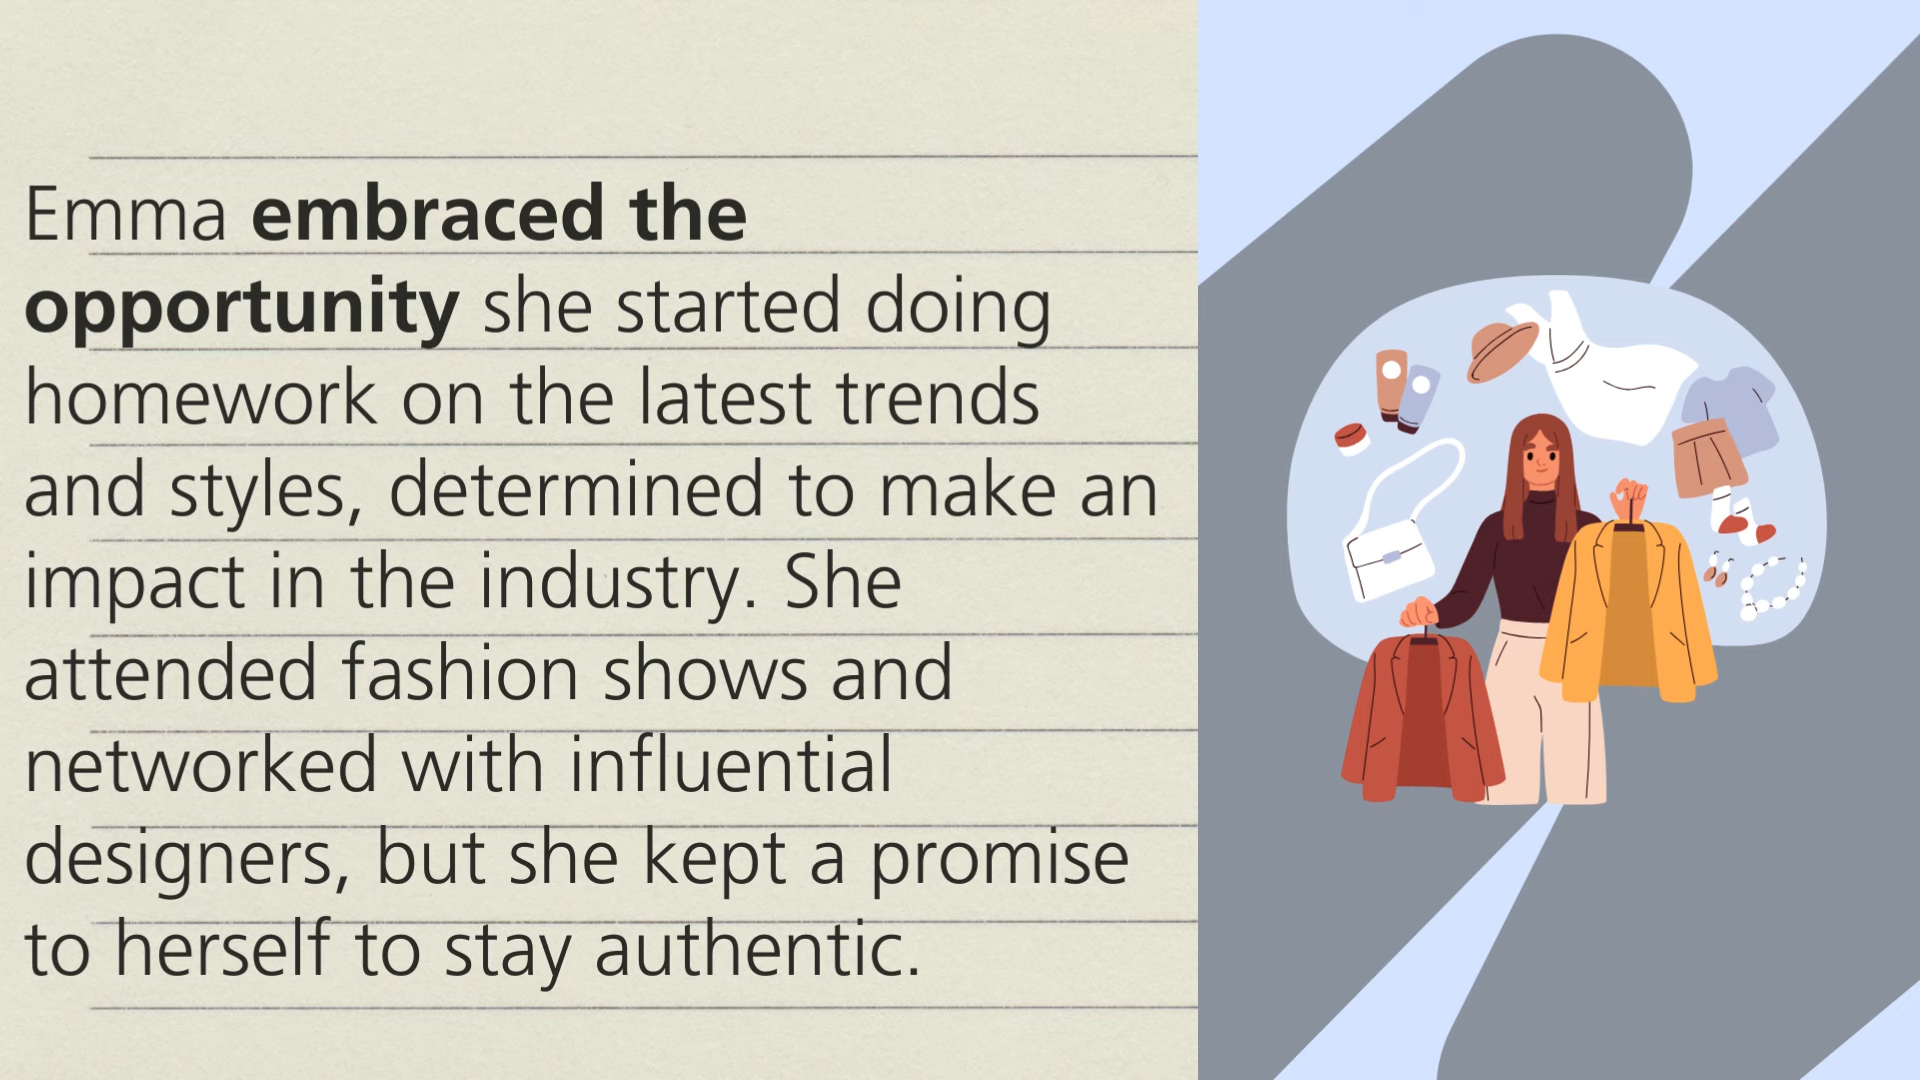 Emma embraced the
opportunity she started doing
homework on the latest trends
and styles, determined to make an
impact in the industry. She
attended fashion shows and
networked with influential
designers, but she kept a promise
to herself to stay authentic.